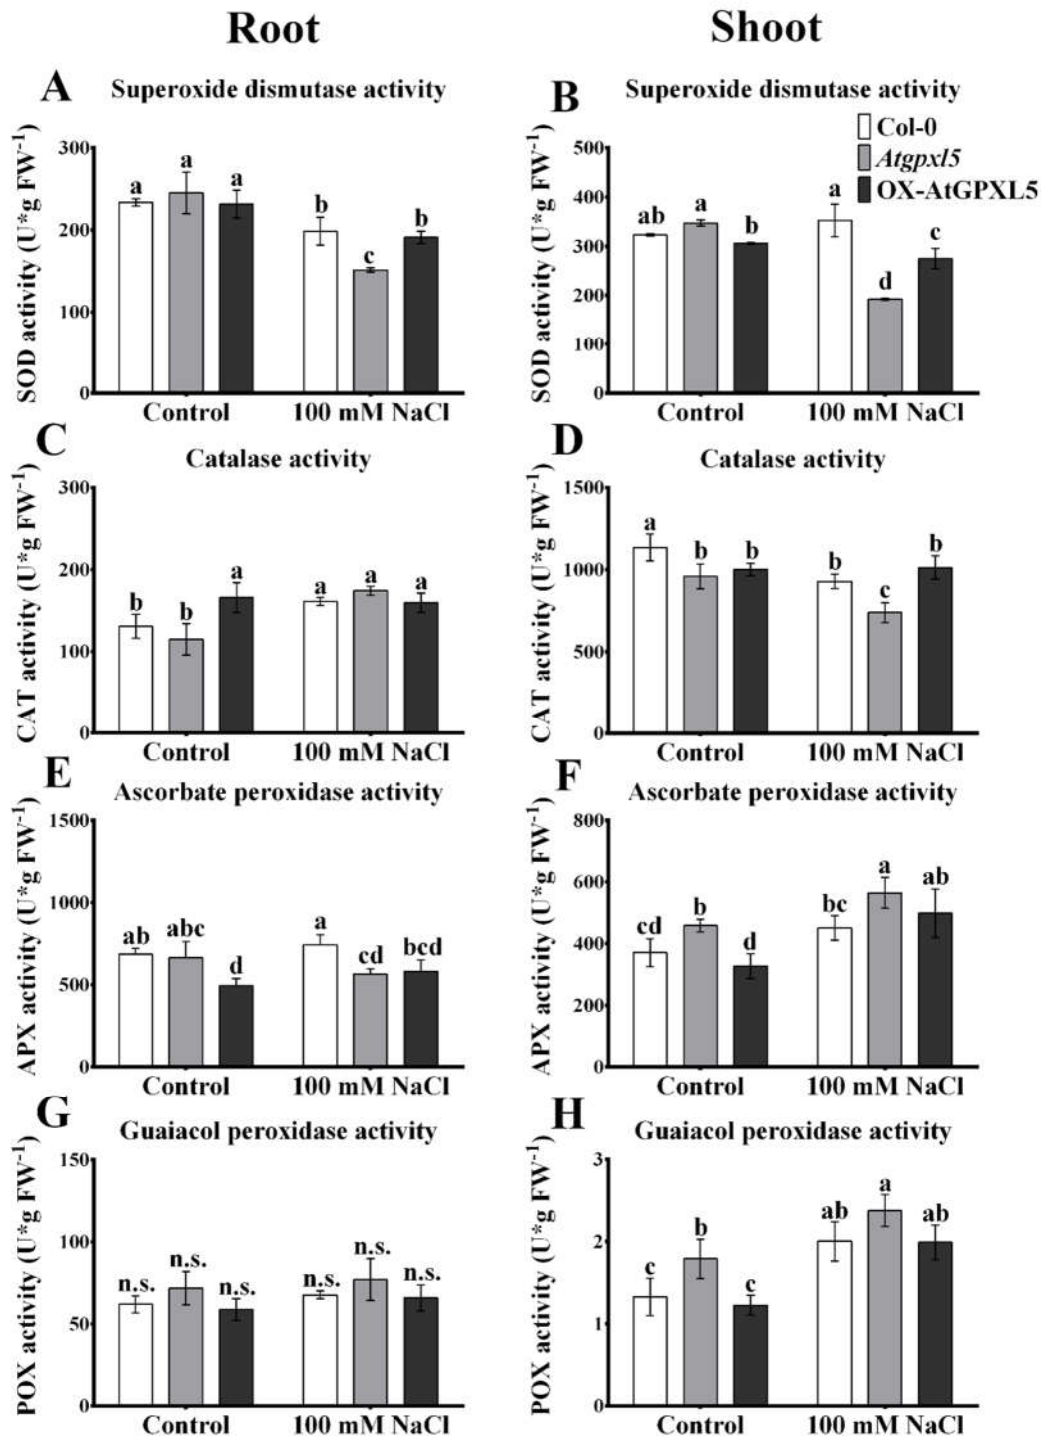 Root
Shoot
A
Superoxide dismutase activity
SOD activity (U*g FW⁻¹)
300
200
100
0
a
a
a
b
c
b
Control
100 mM NaCl
B
Superoxide dismutase activity
Col-0
Atgpxl5
OX-AtGPXL5
SOD activity (U*g FW⁻¹)
500
400
300
200
100
0
ab
a
b
a
d
c
Control
100 mM NaCl
C
Catalase activity
CAT activity (U*g FW⁻¹)
300
200
100
0
b
b
a
a
a
a
Control
100 mM NaCl
D
Catalase activity
CAT activity (U*g FW⁻¹)
1500
1000
500
0
a
b
b
b
c
b
Control
100 mM NaCl
E
Ascorbate peroxidase activity
APX activity (U*g FW⁻¹)
1500
1000
500
0
ab
abc
d
a
cd
bcd
Control
100 mM NaCl
F
Ascorbate peroxidase activity
APX activity (U*g FW⁻¹)
800
600
400
200
0
cd
b
d
bc
a
ab
Control
100 mM NaCl
G
Guaiacol peroxidase activity
POX activity (U*g FW⁻¹)
150
100
50
0
n.s.
n.s.
n.s.
n.s.
n.s.
n.s.
Control
100 mM NaCl
H
Guaiacol peroxidase activity
POX activity (U*g FW⁻¹)
3
2
1
0
c
b
c
ab
a
ab
Control
100 mM NaCl